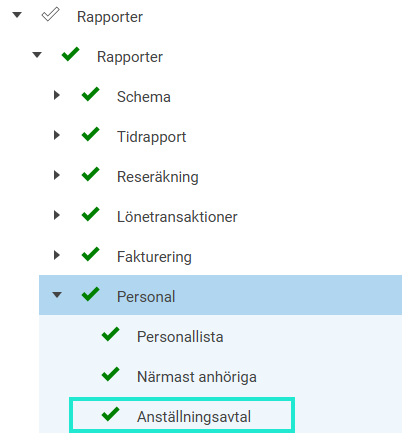 Rapporter
Rapporter
Schema
Tidrapport
Reseräkning
Lönetransaktioner
Fakturering
Personal
Personallista
Närmast anhöriga
Anställningsavtal